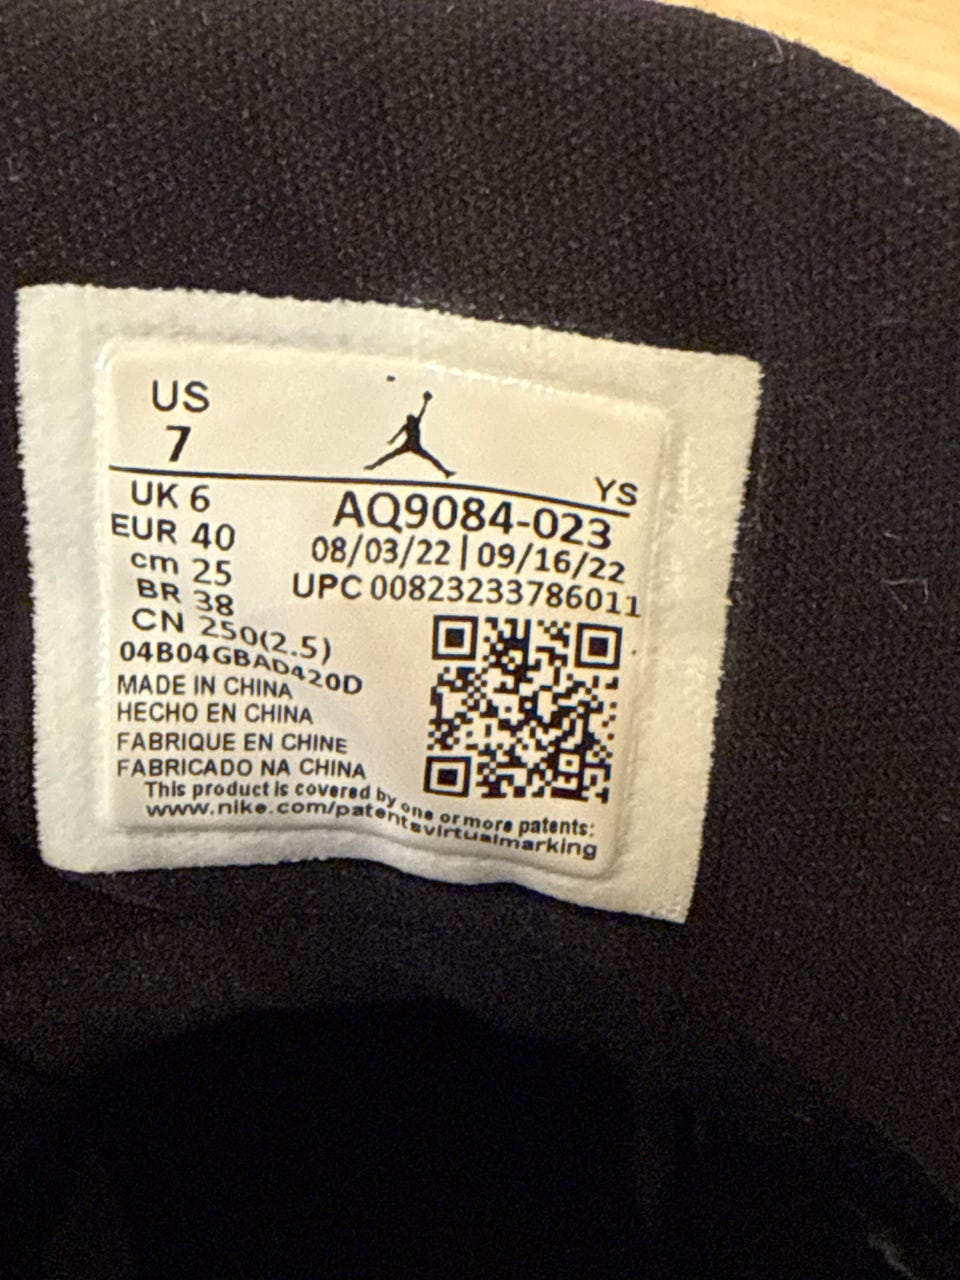 US
7
YS
UK 6
EUR 40
cm 25
BR 38
CN 250(2.5)
04B04GBAD420D
AQ9084-023
08/03/22 | 09/16/22
UPC 00823233786011
MADE IN CHINA
HECHO EN CHINA
FABRIQUE EN CHINE
FABRICADO NA CHINA
This product is covered by one or more patents:
www.nike.com/patentsvirtualmarking